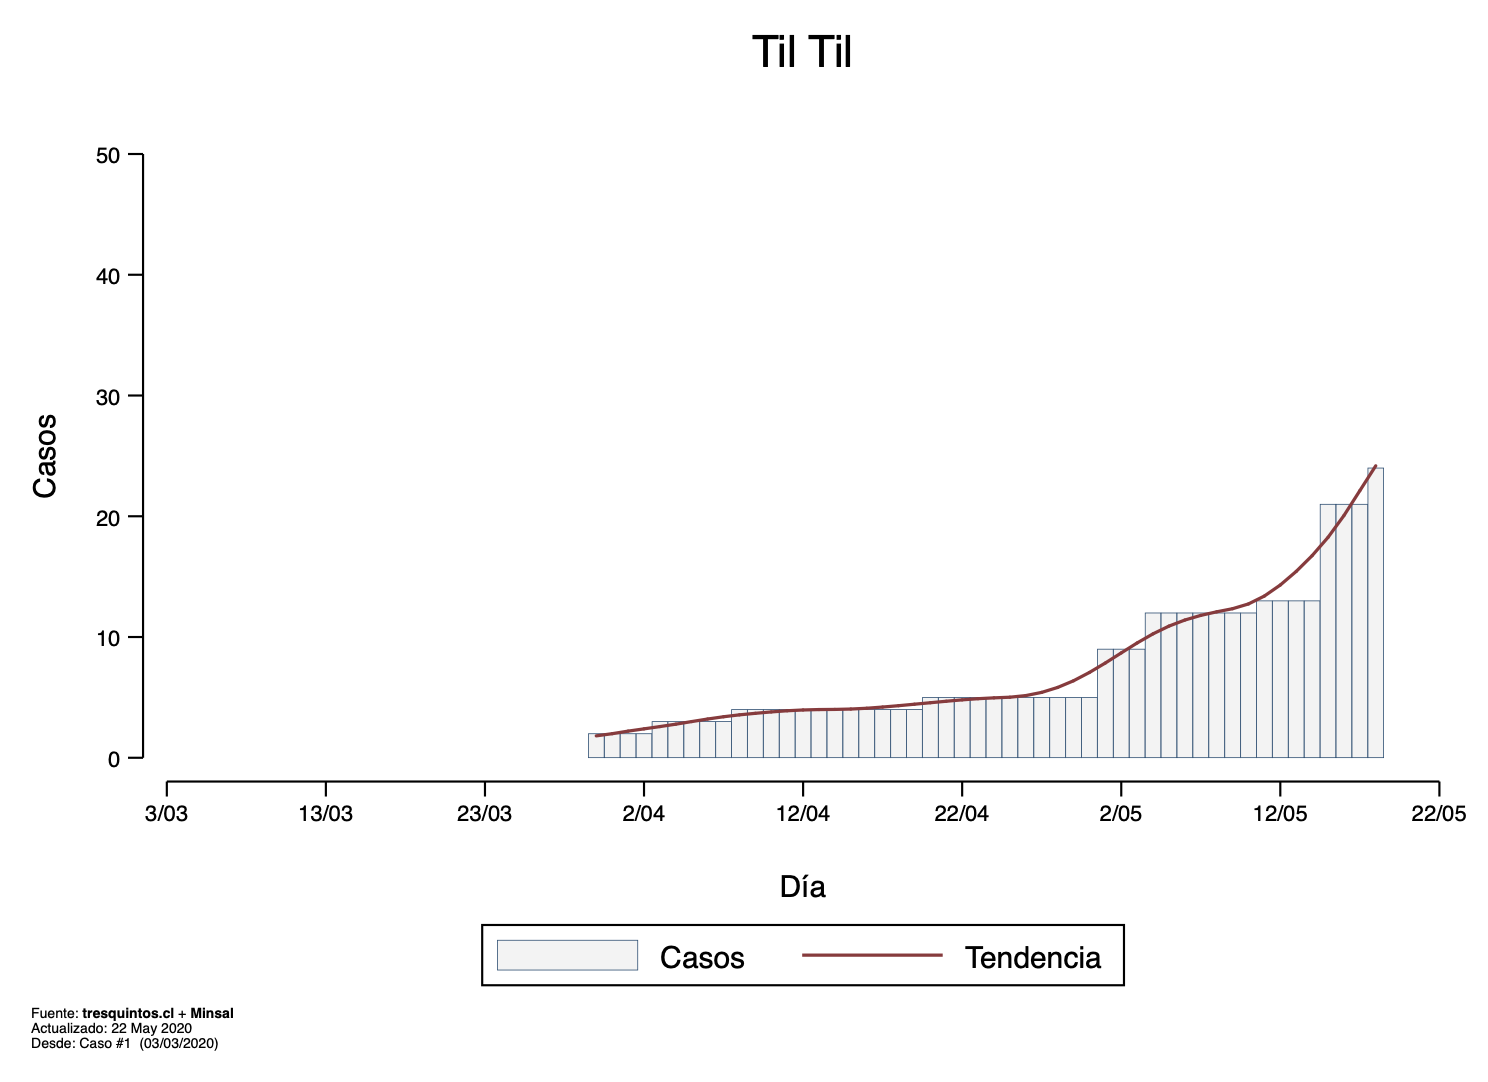 Til Til
50
40
30
20
10
0
Casos
3/03 13/03 23/03 2/04 12/04 22/04 2/05 12/05 22/05
Día
Casos Tendencia
Fuente: tresquintos.cl + Minsal
Actualizado: 22 May 2020
Desde: Caso #1 (03/03/2020)